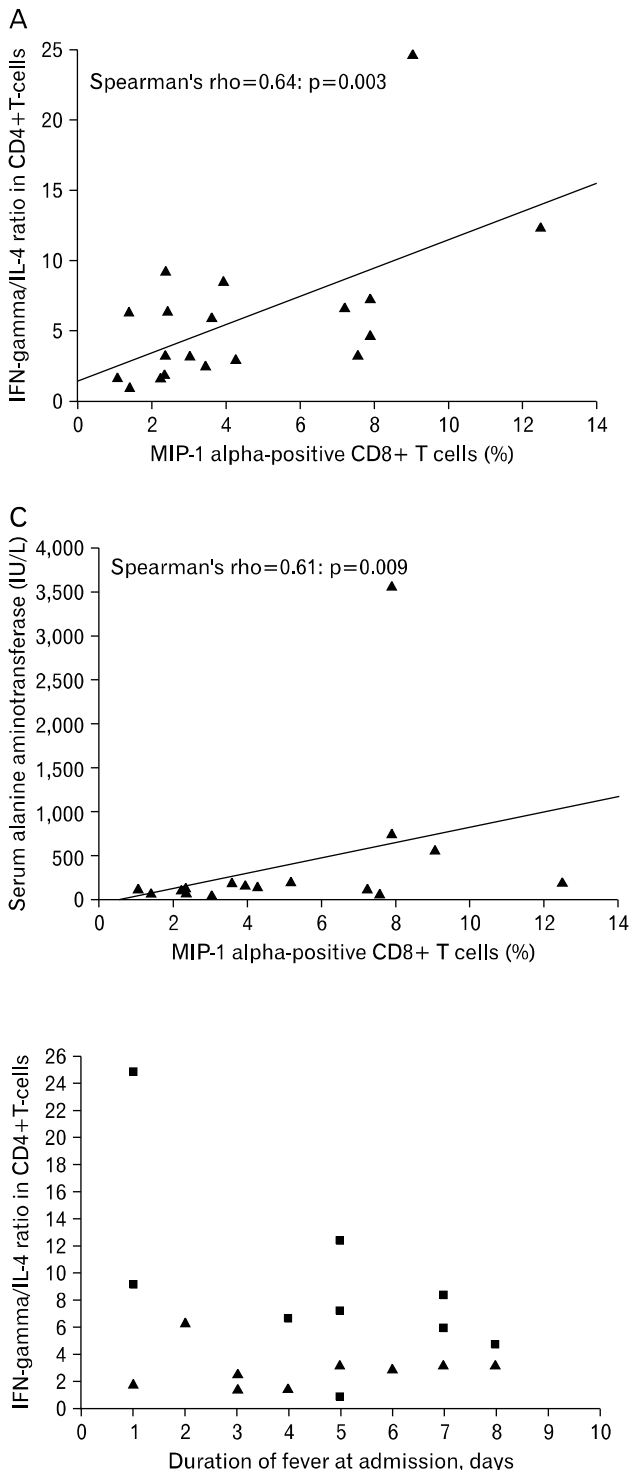 A
25
20
15
10
5
0
IFN-gamma/IL-4 ratio in CD4+T-cells
Spearman's rho=0.64: p=0.003
0 2 4 6 8 10 12 14
MIP-1 alpha-positive CD8+ T cells (%)
C
4,000
3,500
3,000
2,500
2,000
1,500
1,000
500
0
Serum alanine aminotransferase (IU/L)
Spearman's rho=0.61: p=0.009
0 2 4 6 8 10 12 14
MIP-1 alpha-positive CD8+ T cells (%)
26
24
22
20
18
16
14
12
10
8
6
4
2
0
IFN-gamma/IL-4 ratio in CD4+T-cells
0 1 2 3 4 5 6 7 8 9 10
Duration of fever at admission, days